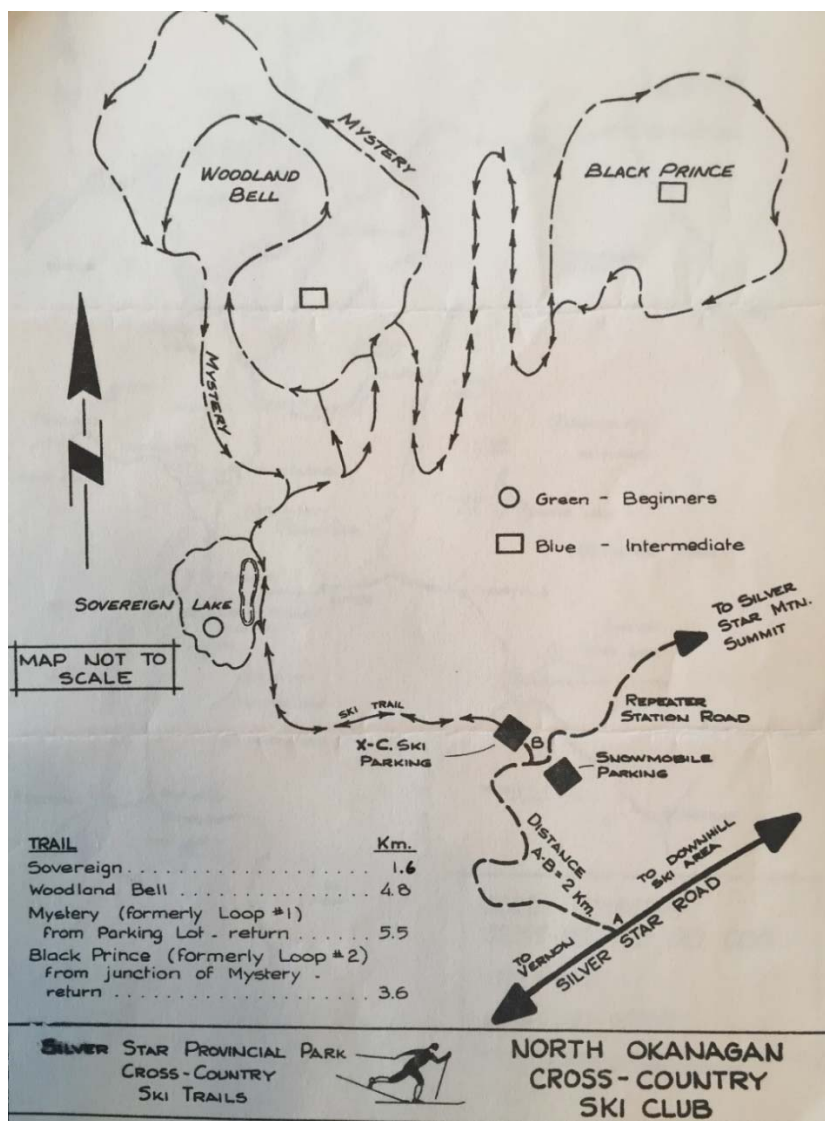 MYSTERY
WOODLAND
BELL
BLACK PRINCE
MYSTERY
Green - Beginners
Blue - Intermediate
SOVEREIGN LAKE
MAP NOT TO
SCALE
TO SILVER
STAR MTN.
SUMMIT
SKI TRAIL
REPEATER
STATION ROAD
X-C. SKI
PARKING
B
SNOWMOBILE
PARKING
DISTANCE
A-B = 2 Km.
TO DOWNHILL
SKI AREA
A
TO
VERNON
SILVER STAR ROAD
TRAIL Km.
Sovereign . . . . . . . . . . . . . . . . . . . . 1.6
Woodland Bell . . . . . . . . . . . . . . . . 4.8
Mystery (formerly Loop #1)
from Parking Lot - return . . . . . 5.5
Black Prince (formerly Loop #2)
from junction of Mystery -
return . . . . . . . . . . . . . . . . . . 3.6
SILVER STAR PROVINCIAL PARK
CROSS-COUNTRY
SKI TRAILS
NORTH OKANAGAN
CROSS-COUNTRY
SKI CLUB